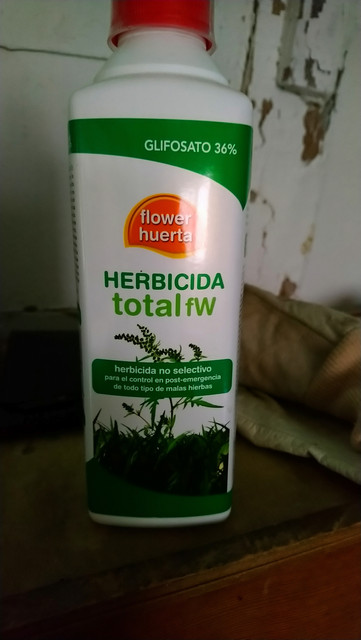 GLIFOSATO 36%
flower
huerta
HERBICIDA
total fW
herbicida no selectivo
para el control en post-emergencia
de todo tipo de malas hierbas